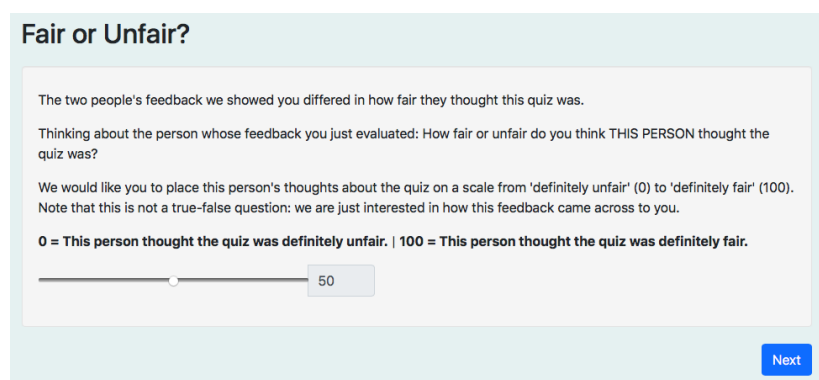 Fair or Unfair?
The two people's feedback we showed you differed in how fair they thought this quiz was.
Thinking about the person whose feedback you just evaluated: How fair or unfair do you think THIS PERSON thought the
quiz was?
We would like you to place this person's thoughts about the quiz on a scale from 'definitely unfair' (0) to 'definitely fair' (100).
Note that this is not a true-false question: we are just interested in how this feedback came across to you.
0 = This person thought the quiz was definitely unfair. | 100 = This person thought the quiz was definitely fair.
50
Next